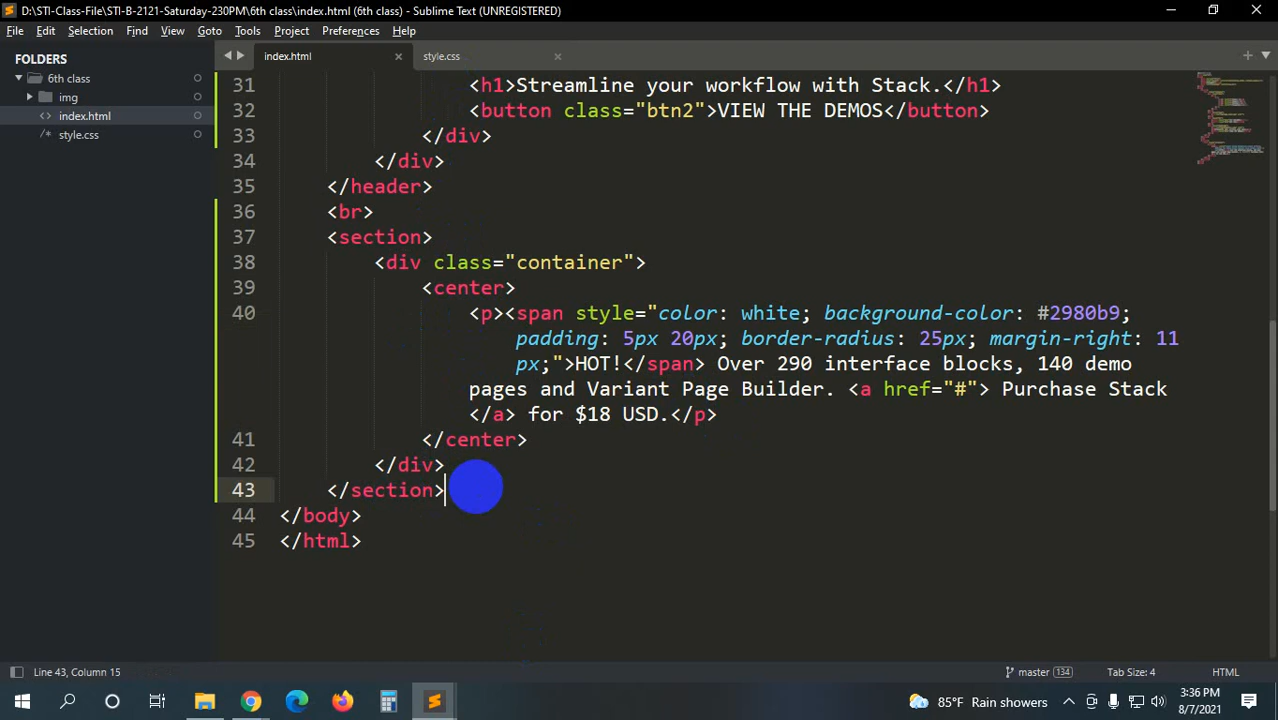 D:\STI-Class-File\STI-B-2121-Saturday-230PM\6th class\index.html (6th class) - Sublime Text (UNREGISTERED)
File Edit Selection Find View Goto Tools Project Preferences Help
FOLDERS
6th class
img
index.html
style.css
index.html
style.css
31 <h1>Streamline your workflow with Stack.</h1>
32 <button class="btn2">VIEW THE DEMOS</button>
33 </div>
34 </div>
35 </header>
36 <br>
37 <section>
38 <div class="container">
39 <center>
40 <p><span style="color: white; background-color: #2980b9;
padding: 5px 20px; border-radius: 25px; margin-right: 11
px;">HOT!</span> Over 290 interface blocks, 140 demo
pages and Variant Page Builder. <a href="#"> Purchase Stack
</a> for $18 USD.</p>
41 </center>
42 </div>
43 </section>
44 </body>
45 </html>
Line 43, Column 15
master 134
Tab Size: 4
HTML
85°F Rain showers
3:36 PM
8/7/2021